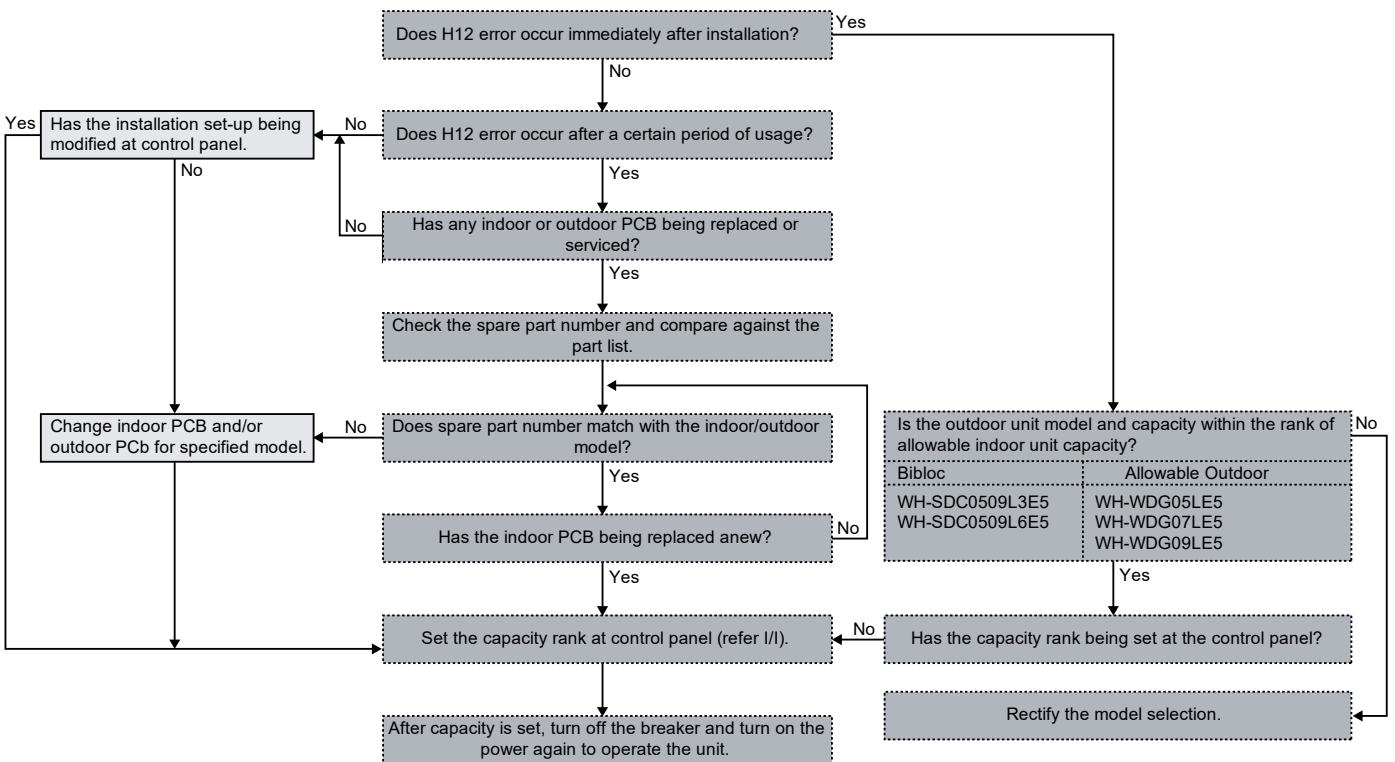 Does H12 error occur immediately after installation?
Yes
No
Yes
Has the installation set-up being
modified at control panel.
No
Does H12 error occur after a certain period of usage?
No
Yes
No
Has any indoor or outdoor PCB being replaced or
serviced?
Yes
Check the spare part number and compare against the
part list.
Change indoor PCB and/or
outdoor PCb for specified model.
No
Does spare part number match with the indoor/outdoor
model?
Yes
Has the indoor PCB being replaced anew?
No
Yes
Is the outdoor unit model and capacity within the rank of
allowable indoor unit capacity?
No
Bibloc
Allowable Outdoor
WH-SDC0509L3E5
WH-SDC0509L6E5
WH-WDG05LE5
WH-WDG07LE5
WH-WDG09LE5
Yes
Set the capacity rank at control panel (refer I/I).
No
Has the capacity rank being set at the control panel?
Rectify the model selection.
After capacity is set, turn off the breaker and turn on the
power again to operate the unit.